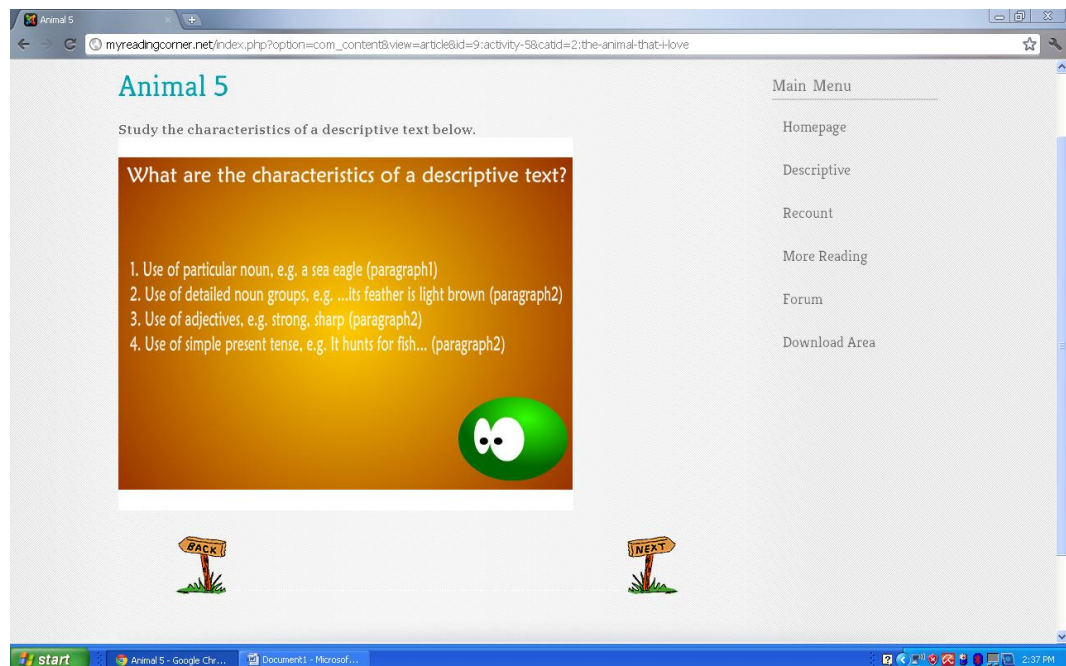 Animal 5
myreadingcorner.net/index.php?option=com_content&view=article&id=9:activity-5&catid=2:the-animal-that-i-love
Animal 5
Study the characteristics of a descriptive text below.
What are the characteristics of a descriptive text?
1. Use of particular noun, e.g. a sea eagle (paragraph1)
2. Use of detailed noun groups, e.g. ...its feather is light brown (paragraph2)
3. Use of adjectives, e.g. strong, sharp (paragraph2)
4. Use of simple present tense, e.g. It hunts for fish... (paragraph2)
BACK
NEXT
Main Menu
Homepage
Descriptive
Recount
More Reading
Forum
Download Area
start
Animal 5 - Google Chr...
Document1 - Microsof...
2:37 PM